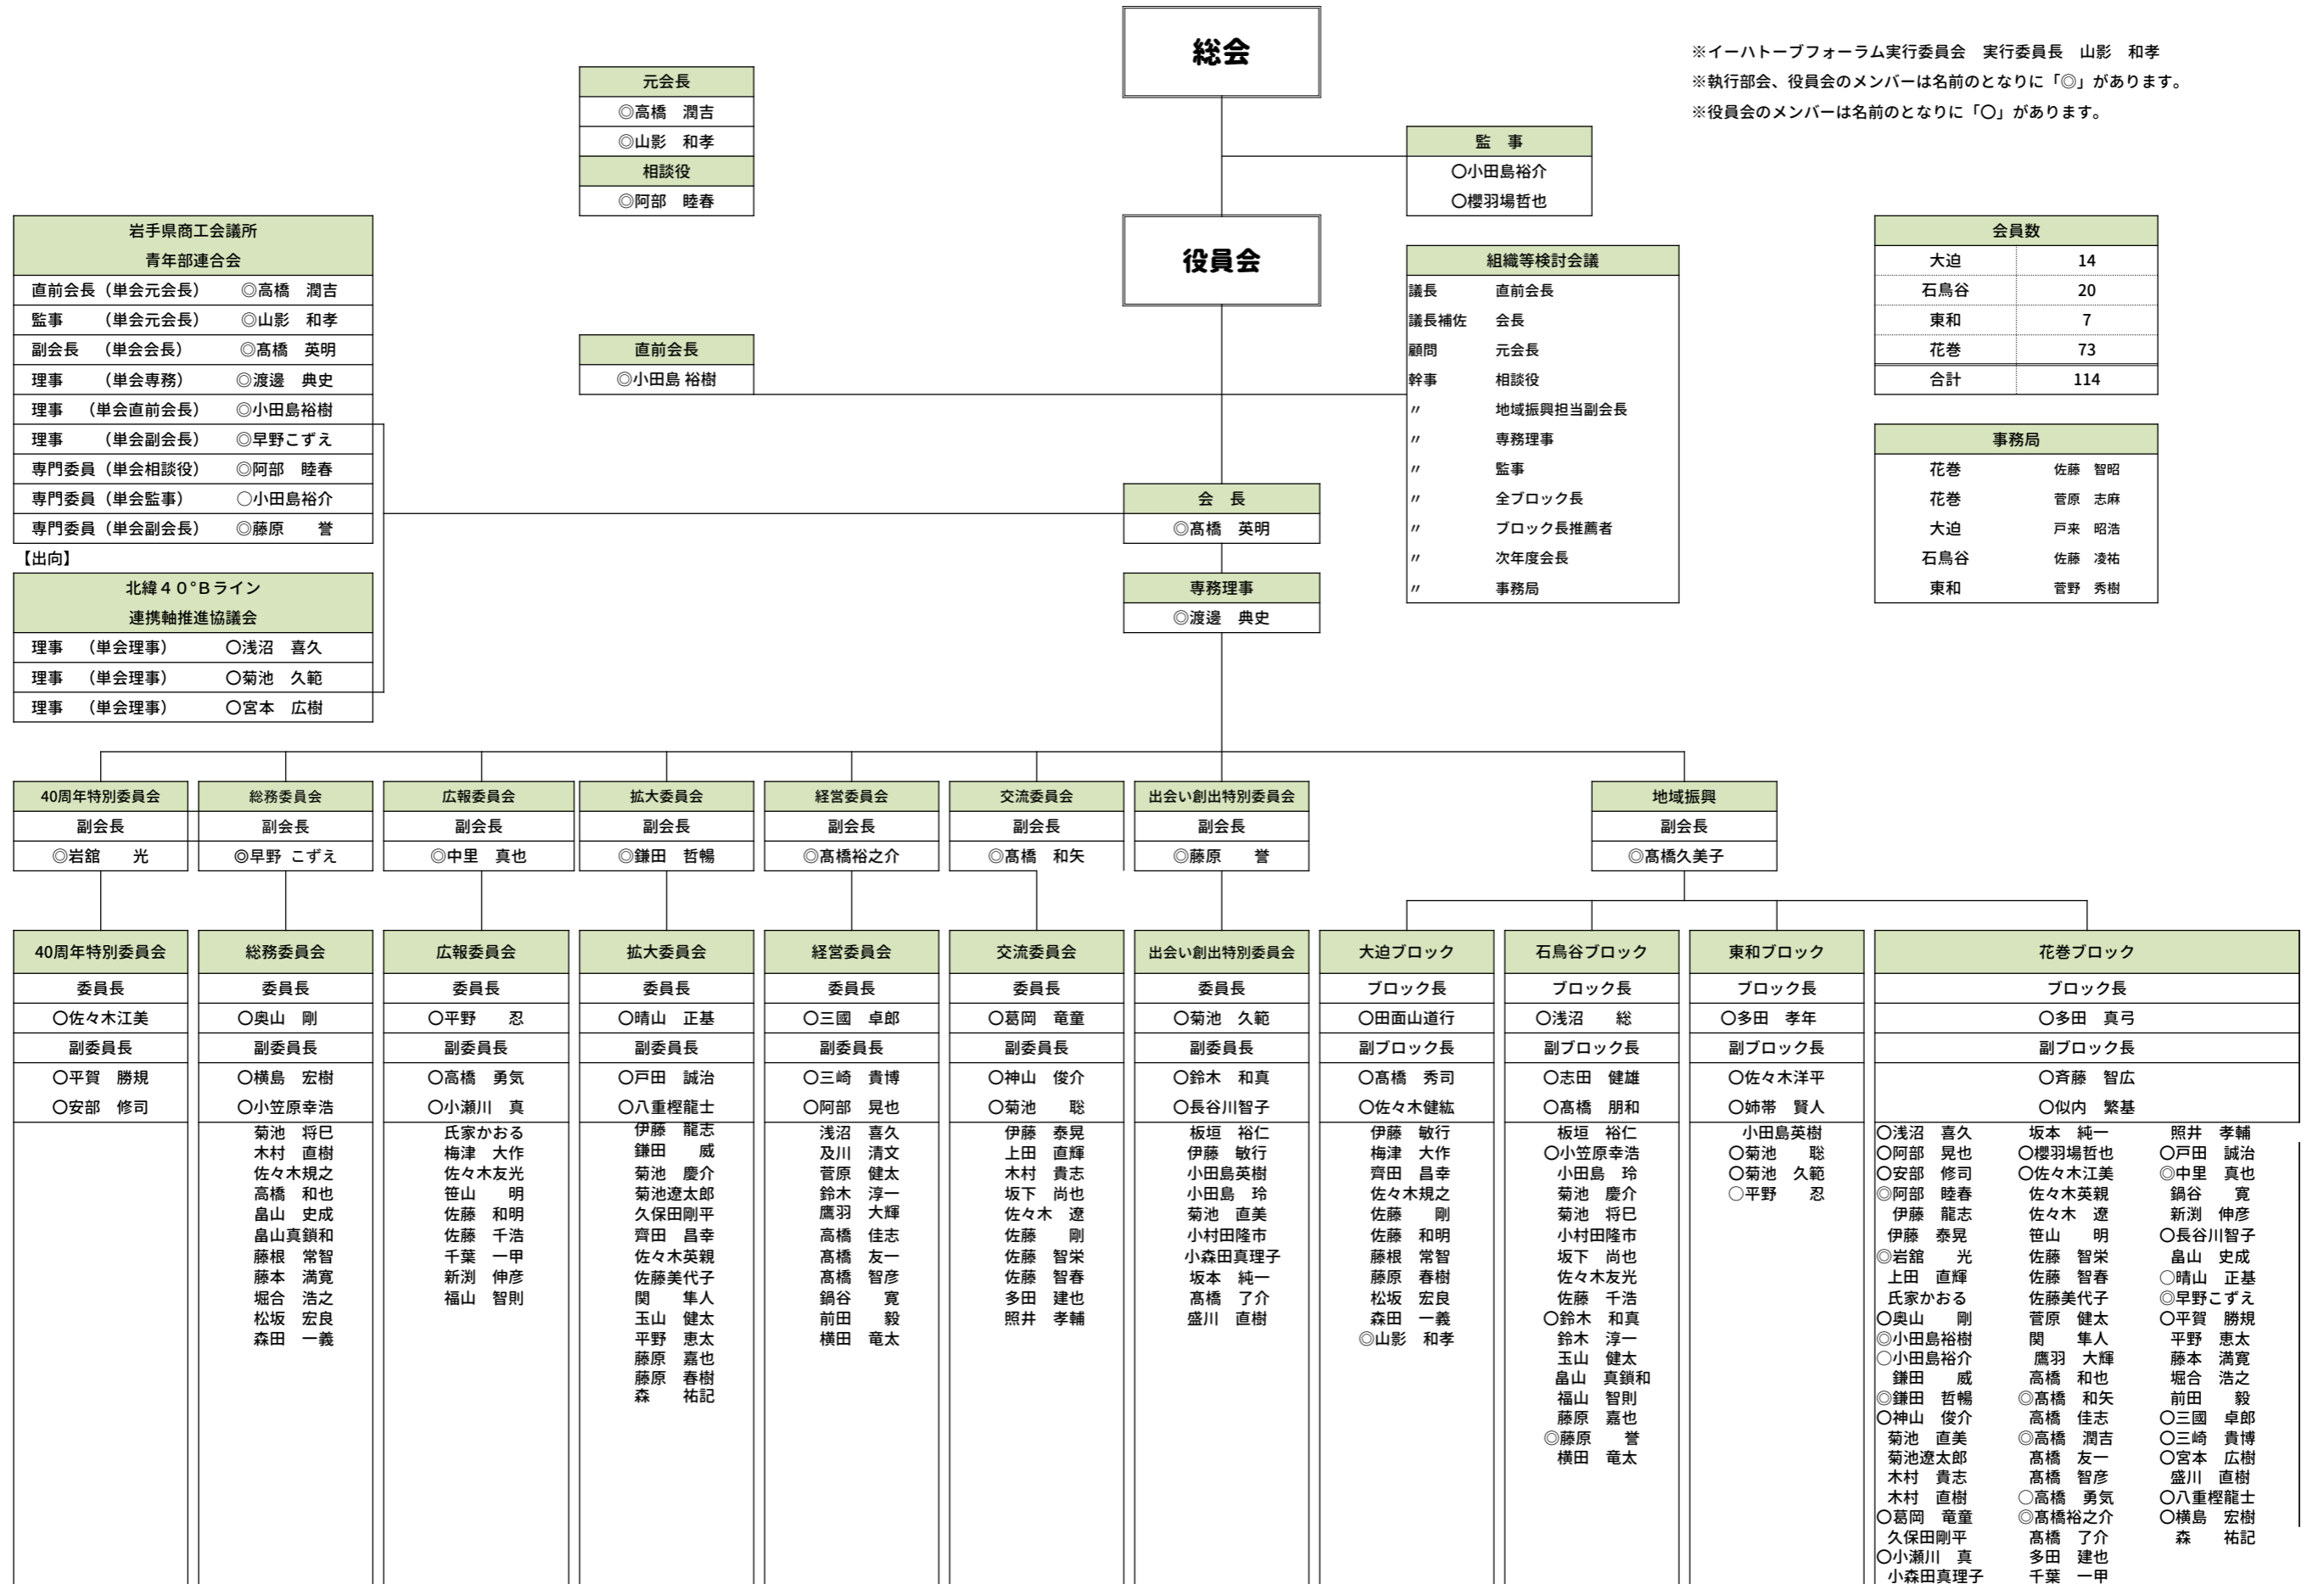 総会
※イーハトーブフォーラム実行委員会　実行委員長　山影　和孝
※執行部会、役員会のメンバーは名前のとなりに「◎」があります。
※役員会のメンバーは名前のとなりに「〇」があります。
元会長
◎高橋　潤吉
◎山影　和孝
相談役
◎阿部　睦春
監　事
〇小田島裕介
〇櫻羽場哲也
役員会
岩手県商工会議所
青年部連合会
直前会長（単会元会長）　◎高橋　潤吉
監事　（単会元会長）　◎山影　和孝
副会長　（単会会長）　◎髙橋　英明
理事　（単会専務）　◎渡邊　典史
理事　（単会直前会長）　◎小田島裕樹
理事　（単会副会長）　◎早野こずえ
専門委員（単会相談役）　◎阿部　睦春
専門委員（単会監事）　○小田島裕介
専門委員（単会副会長）　◎藤原　誉
【出向】
北緯４０°Ｂライン
連携軸推進協議会
理事　（単会理事）　〇浅沼　喜久
理事　（単会理事）　〇菊池　久範
理事　（単会理事）　〇宮本　広樹
直前会長
◎小田島 裕樹
組織等検討会議
議長　直前会長
議長補佐　会長
顧問　元会長
幹事　相談役
〃　地域振興担当副会長
〃　専務理事
〃　監事
〃　全ブロック長
〃　ブロック長推薦者
〃　次年度会長
〃　事務局
会員数
大迫　14
石鳥谷　20
東和　7
花巻　73
合計　114
事務局
花巻　佐藤　智昭
花巻　菅原　志麻
大迫　戸来　昭浩
石鳥谷　佐藤　凌祐
東和　菅野　秀樹
会　長
◎髙橋　英明
専務理事
◎渡邊　典史
40周年特別委員会
副会長
◎岩舘　光
総務委員会
副会長
◎早野 こずえ
広報委員会
副会長
◎中里　真也
拡大委員会
副会長
◎鎌田　哲暢
経営委員会
副会長
◎髙橋裕之介
交流委員会
副会長
◎髙橋　和矢
出会い創出特別委員会
副会長
◎藤原　誉
地域振興
副会長
◎髙橋久美子
40周年特別委員会
委員長
〇佐々木江美
副委員長
〇平賀　勝規
〇安部　修司
総務委員会
委員長
〇奥山　剛
副委員長
〇横島　宏樹
〇小笠原幸浩
菊池　将巳
木村　直樹
佐々木規之
高橋　和也
畠山　史成
畠山真鎖和
藤根　常智
藤本　満寛
堀合　浩之
松坂　宏良
森田　一義
広報委員会
委員長
〇平野　忍
副委員長
〇高橋　勇気
〇小瀬川　真
氏家かおる
梅津　大作
佐々木友光
笹山　明
佐藤　和明
佐藤　千浩
千葉　一甲
新渕　伸彦
福山　智則
拡大委員会
委員長
〇晴山　正基
副委員長
〇戸田　誠治
〇八重樫龍士
伊藤　龍志
鎌田　威
菊池　慶介
菊池遼太郎
久保田剛平
齊田　昌幸
佐々木英親
佐藤美代子
関　隼人
玉山　健太
平野　恵太
藤原　嘉也
藤原　春樹
森　祐記
経営委員会
委員長
〇三國　卓郎
副委員長
〇三崎　貴博
〇阿部　晃也
浅沼　喜久
及川　清文
菅原　健太
鈴木　淳一
鷹羽　大輝
高橋　佳志
髙橋　友一
髙橋　智彦
鍋谷　寛
前田　毅
横田　竜太
交流委員会
委員長
〇葛岡　竜童
副委員長
〇神山　俊介
〇菊池　聡
伊藤　泰晃
上田　直輝
木村　貴志
坂下　尚也
佐々木　遼
佐藤　剛
佐藤　智栄
佐藤　智春
多田　建也
照井　孝輔
出会い創出特別委員会
委員長
〇菊池　久範
副委員長
〇鈴木　和真
〇長谷川智子
板垣　裕仁
伊藤　敏行
小田島英樹
小田島　玲
菊池　直美
小村田隆市
小森田真理子
坂本　純一
髙橋　了介
盛川　直樹
大迫ブロック
ブロック長
〇田面山道行
副ブロック長
〇髙橋　秀司
〇佐々木健紘
伊藤　敏行
梅津　大作
齊田　昌幸
佐々木規之
佐藤　剛
佐藤　和明
藤根　常智
藤原　春樹
松坂　宏良
森田　一義
◎山影　和孝
石鳥谷ブロック
ブロック長
〇浅沼　総
副ブロック長
〇志田　健雄
〇髙橋　朋和
板垣　裕仁
〇小笠原幸浩
小田島　玲
菊池　慶介
菊池　将巳
小村田隆市
坂下　尚也
佐々木友光
佐藤　千浩
〇鈴木　和真
鈴木　淳一
玉山　健太
畠山　真鎖和
福山　智則
藤原　嘉也
◎藤原　誉
横田　竜太
東和ブロック
ブロック長
〇多田　孝年
副ブロック長
〇佐々木洋平
〇姉帯　賢人
小田島英樹
〇菊池　聡
〇菊池　久範
○平野　忍
花巻ブロック
ブロック長
〇多田　真弓
副ブロック長
〇斉藤　智広
〇似内　繁基
〇浅沼　喜久　坂本　純一　照井　孝輔
〇阿部　晃也　〇櫻羽場哲也　〇戸田　誠治
〇安部　修司　〇佐々木江美　◎中里　真也
◎阿部　睦春　佐々木英親　鍋谷　寛
伊藤　龍志　佐々木　遼　新渕　伸彦
伊藤　泰晃　笹山　明　〇長谷川智子
◎岩舘　光　佐藤　智栄　畠山　史成
上田　直輝　佐藤　智春　○晴山　正基
氏家かおる　佐藤美代子　◎早野こずえ
〇奥山　剛　菅原　健太　〇平賀　勝規
◎小田島裕樹　関　隼人　平野　恵太
○小田島裕介　鷹羽　大輝　藤本　満寛
鎌田　威　高橋　和也　堀合　浩之
◎鎌田　哲暢　◎髙橋　和矢　前田　毅
〇神山　俊介　高橋　佳志　〇三國　卓郎
菊池　直美　◎高橋　潤吉　〇三崎　貴博
菊池遼太郎　髙橋　友一　〇宮本　広樹
木村　貴志　髙橋　智彦　盛川　直樹
木村　直樹　○高橋　勇気　〇八重樫龍士
〇葛岡　竜童　◎髙橋裕之介　〇横島　宏樹
久保田剛平　髙橋　了介　森　祐記
〇小瀬川　真　多田　建也
小森田真理子　千葉　一甲